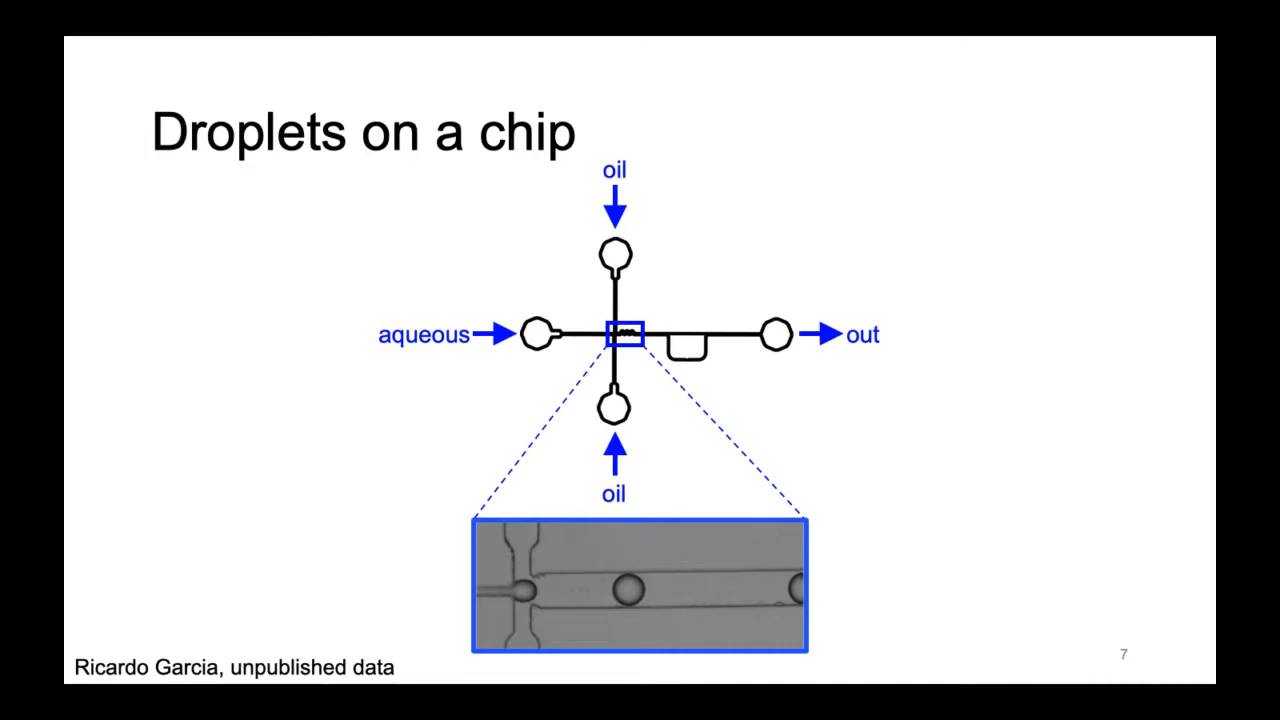 Droplets on a chip
oil
aqueous
out
oil
Ricardo Garcia, unpublished data
7